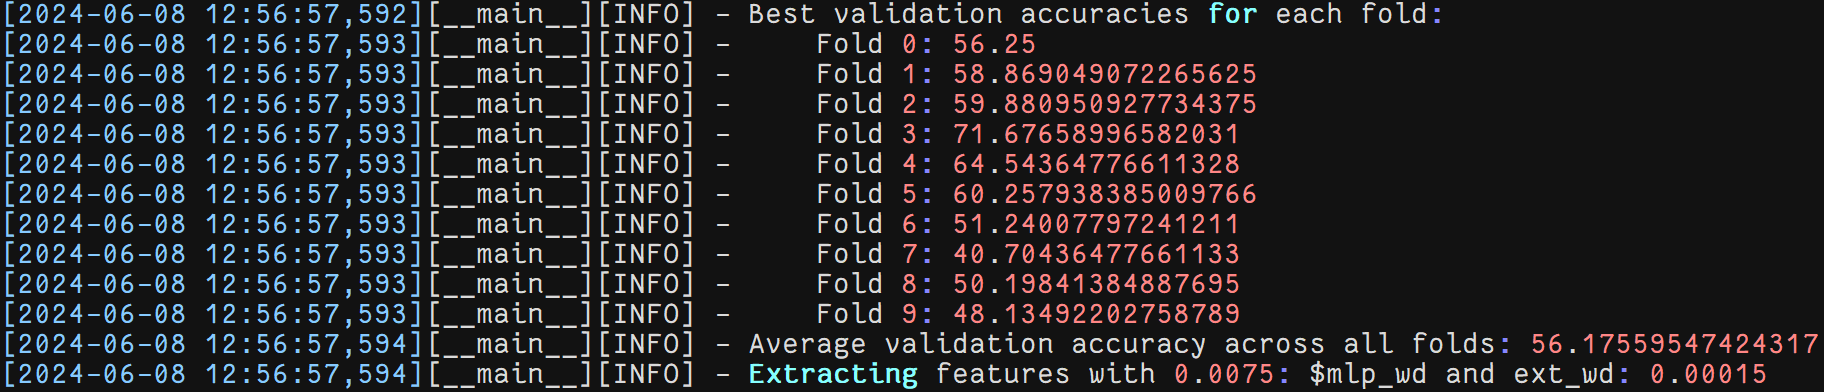 [2024-06-08 12:56:57,592][__main__][INFO] - Best validation accuracies for each fold:
[2024-06-08 12:56:57,593][__main__][INFO] -     Fold 0: 56.25
[2024-06-08 12:56:57,593][__main__][INFO] -     Fold 1: 58.869049072265625
[2024-06-08 12:56:57,593][__main__][INFO] -     Fold 2: 59.880950927734375
[2024-06-08 12:56:57,593][__main__][INFO] -     Fold 3: 71.67658996582031
[2024-06-08 12:56:57,593][__main__][INFO] -     Fold 4: 64.54364776611328
[2024-06-08 12:56:57,593][__main__][INFO] -     Fold 5: 60.257938385009766
[2024-06-08 12:56:57,593][__main__][INFO] -     Fold 6: 51.24007797241211
[2024-06-08 12:56:57,593][__main__][INFO] -     Fold 7: 40.70436477661133
[2024-06-08 12:56:57,593][__main__][INFO] -     Fold 8: 50.19841384887695
[2024-06-08 12:56:57,593][__main__][INFO] -     Fold 9: 48.13492202758789
[2024-06-08 12:56:57,594][__main__][INFO] - Average validation accuracy across all folds: 56.17559547424317
[2024-06-08 12:56:57,594][__main__][INFO] - Extracting features with 0.0075: $mlp_wd and ext_wd: 0.00015